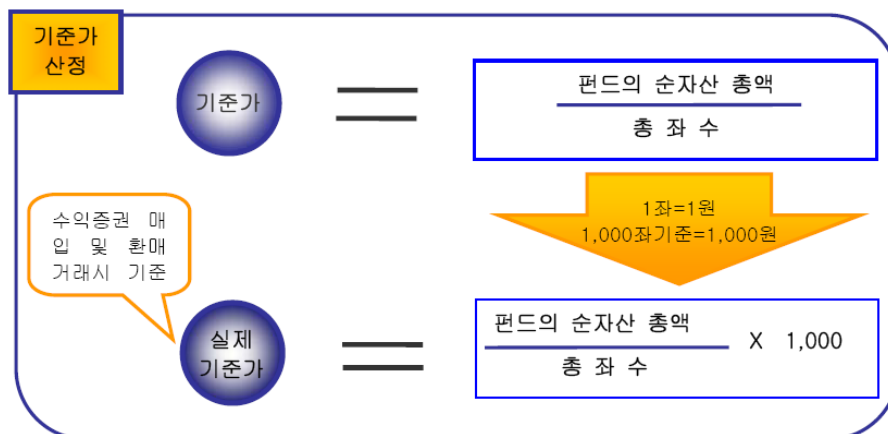 기준가
산정
기준가
펀드의 순자산 총액
총 좌 수
1좌=1원
1,000좌기준=1,000원
수익증권 매
입 및 환매
거래시 기준
실제
기준가
펀드의 순자산 총액
총 좌 수
X 1,000